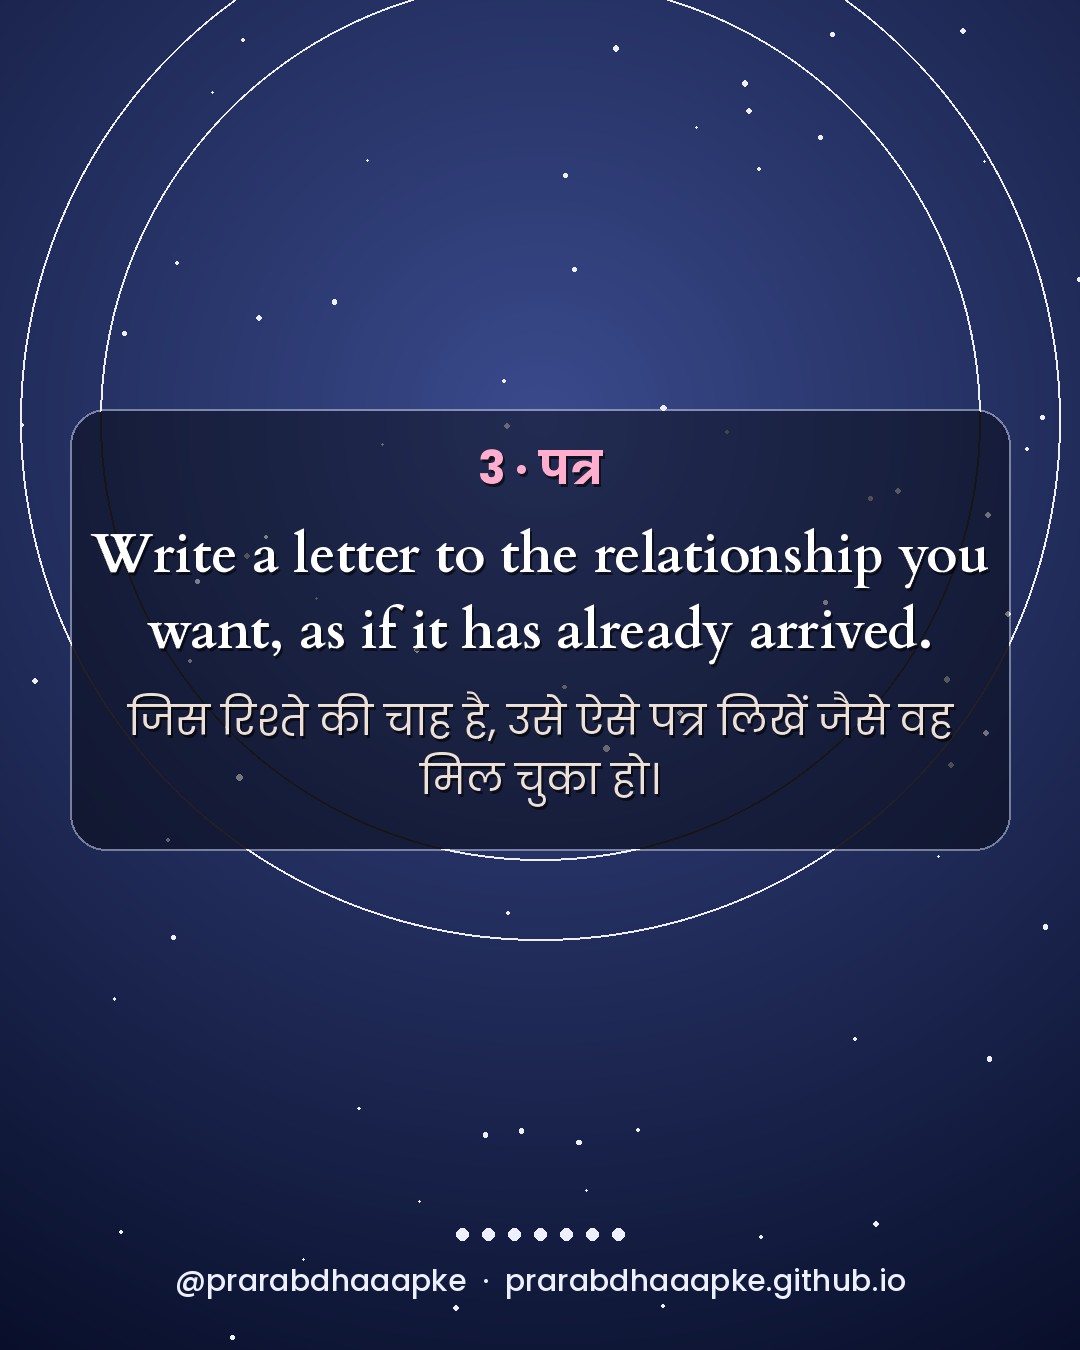 3 · पत्र
Write a letter to the relationship you
want, as if it has already arrived.
जिस रिश्ते की चाह है, उसे ऐसे पत्र लिखें जैसे वह
मिल चुका हो।
@prarabdhaaapke · prarabdhaaapke.github.io